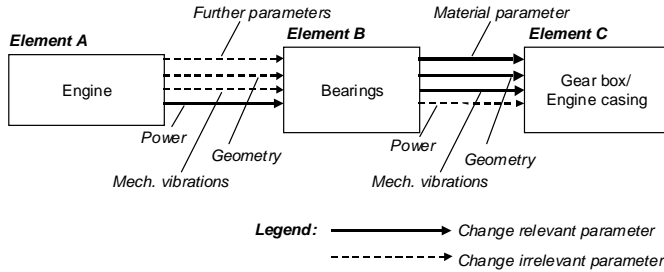 Further parameters
Material parameter
Element A
Element B
Element C
Engine
Bearings
Gear box/
Engine casing
Power
Geometry
Mech. vibrations
Power
Geometry
Mech. vibrations
Legend:
Change relevant parameter
Change irrelevant parameter